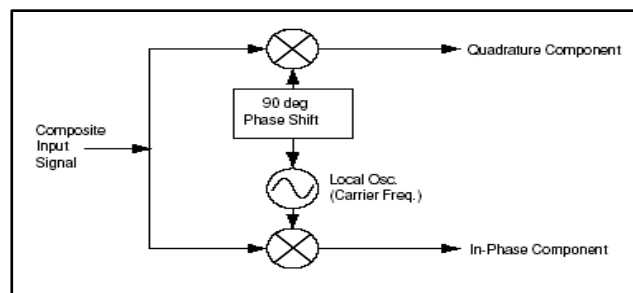 Quadrature Component
90 deg
Phase Shift
Composite
Input
Signal
Local Osc.
(Carrier Freq.)
In-Phase Component